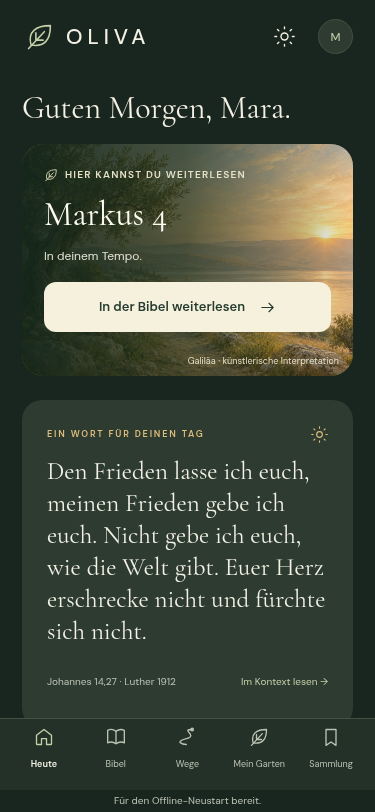 OLIVA
M
Guten Morgen, Mara.
HIER KANNST DU WEITERLESEN
Markus 4
In deinem Tempo.
In der Bibel weiterlesen →
Galiläa · künstlerische Interpretation
EIN WORT FÜR DEINEN TAG
Den Frieden lasse ich euch,
meinen Frieden gebe ich
euch. Nicht gebe ich euch,
wie die Welt gibt. Euer Herz
erschrecke nicht und fürchte
sich nicht.
Johannes 14,27 · Luther 1912
Im Kontext lesen →
Heute
Bibel
Wege
Mein Garten
Sammlung
Für den Offline-Neustart bereit.